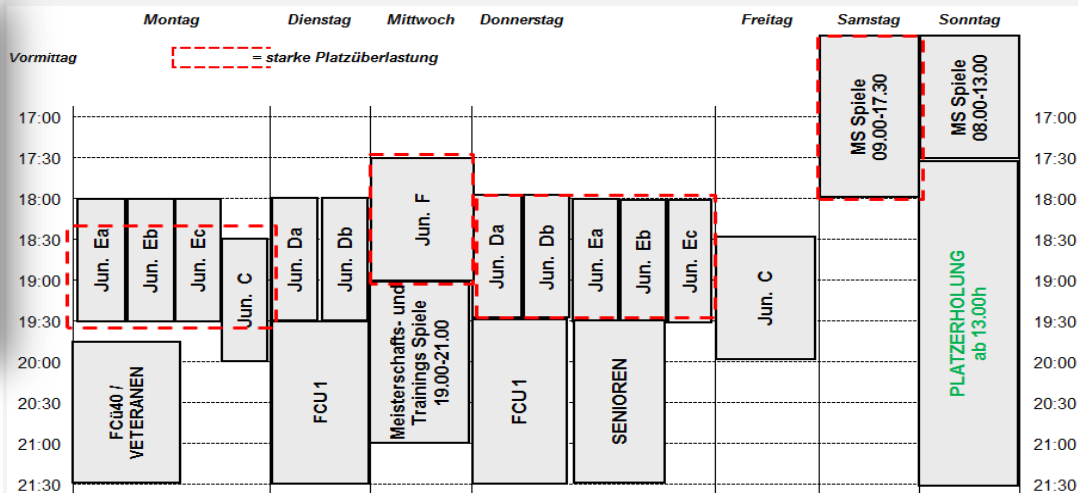 Montag Dienstag Mittwoch Donnerstag Freitag Samstag Sonntag
Vormittag
= starke Platzüberlastung
MS Spiele
09.00-17.30
MS Spiele
08.00-13.00
17:00 17:00
17:30 17:30
18:00 18:00
18:30 18:30
19:00 19:00
19:30 19:30
20:00 20:00
20:30 20:30
21:00 21:00
21:30 21:30
Jun. Ea
Jun. Eb
Jun. Ec
Jun. C
FCü40 /
VETERANEN
Jun. Da
Jun. Db
FCU 1
Jun. F
Meisterschafts- und
Trainings Spiele
19.00-21.00
Jun. Da
Jun. Db
Jun. Ea
Jun. Eb
Jun. Ec
FCU 1
SENIOREN
Jun. C
PLATZERHOLUNG
ab 13.00h